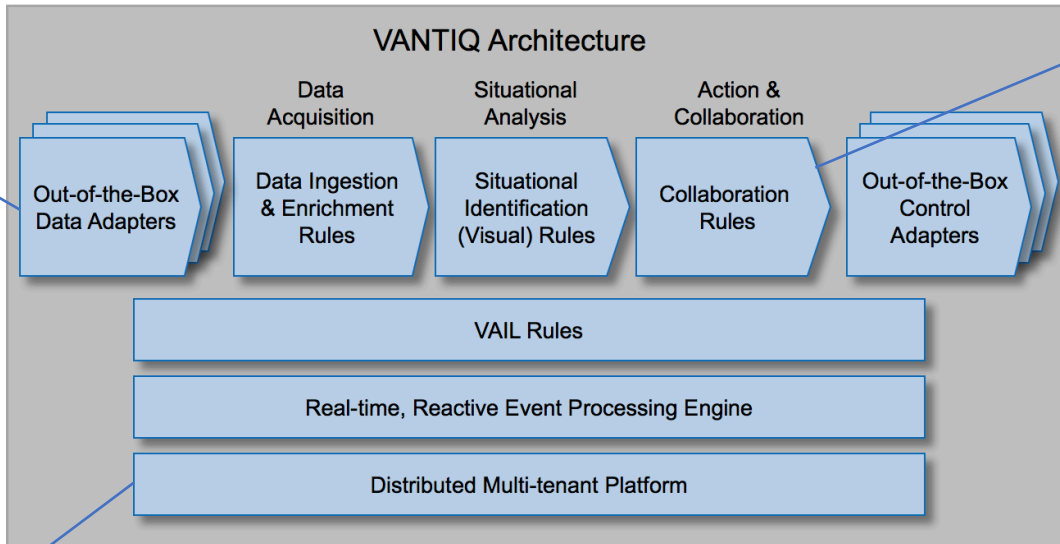 VANTIQ Architecture
Data
Acquisition
Situational
Analysis
Action &
Collaboration
Out-of-the-Box
Data Adapters
Data Ingestion
& Enrichment
Rules
Situational
Identification
(Visual) Rules
Collaboration
Rules
Out-of-the-Box
Control
Adapters
VAIL Rules
Real-time, Reactive Event Processing Engine
Distributed Multi-tenant Platform